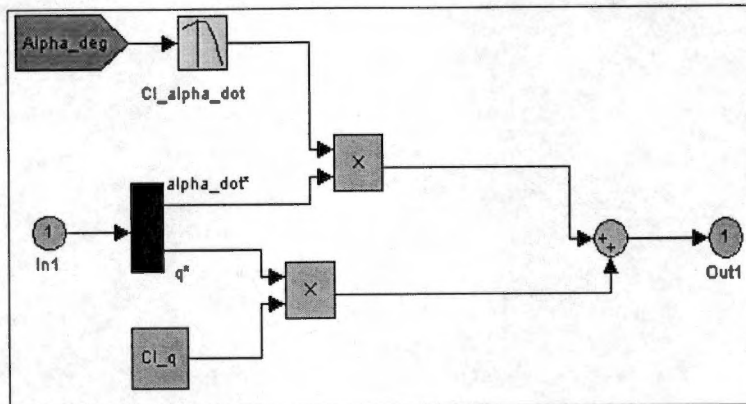 Alpha_deg
Cl_alpha_dot
×
alpha_dot*
1
In1
q*
×
Cl_q
+
+
1
Out1